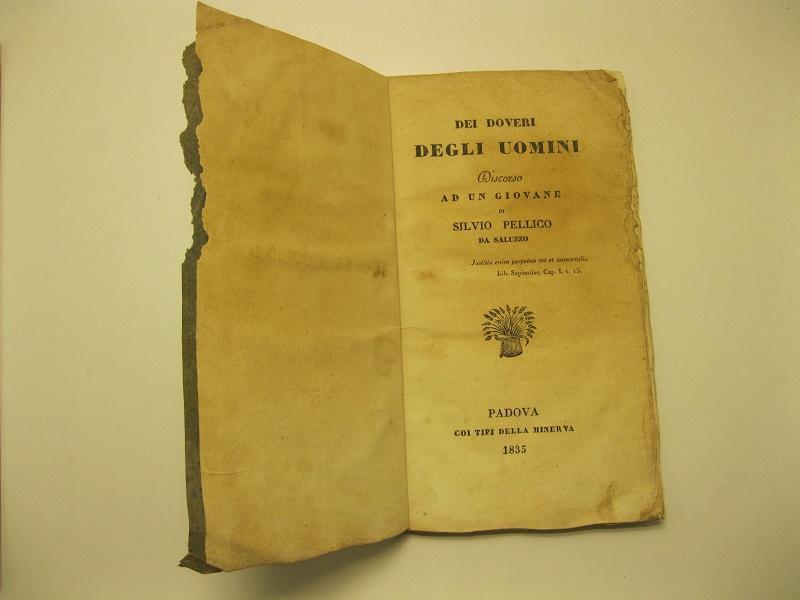 DEI DOVERI
DEGLI UOMINI
Discorso
AD UN GIOVANE
DI
SILVIO PELLICO
DA SALUZZO
Justitia enim perpetua est et immortalis.
Lib. Sapientiae, Cap. I. v. 15.
PADOVA
COI TIPI DELLA MINERVA
1835